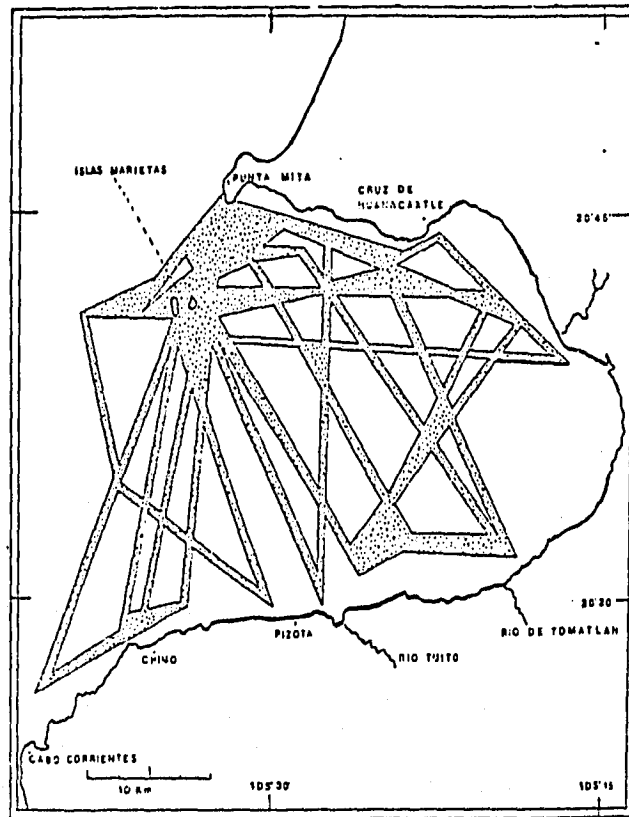 ISLAS MARIETAS
PUNTA MITA
CRUZ DE
HUANACAXTLE
20°45'
20°30'
RIO DE TOMATLAN
PIZOTA
RIO TUITO
CHIMO
CABO CORRIENTES
10 Km
105°30'
105°15